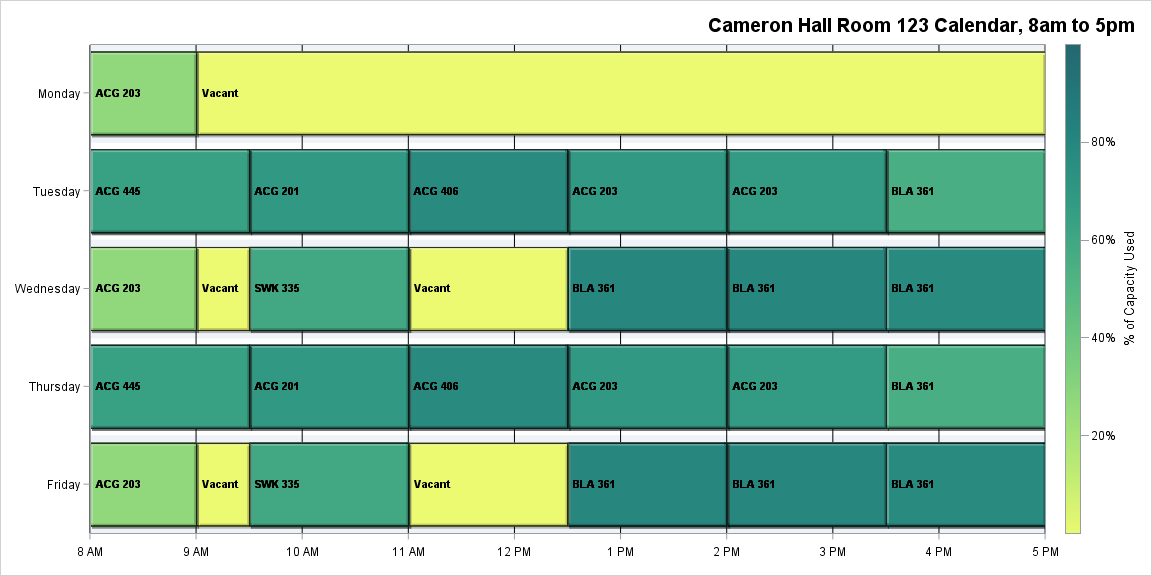 Cameron Hall Room 123 Calendar, 8am to 5pm
Monday
ACG 203
Vacant
Tuesday
ACG 445
ACG 201
ACG 406
ACG 203
ACG 203
BLA 361
Wednesday
ACG 203
Vacant
SWK 335
Vacant
BLA 361
BLA 361
BLA 361
Thursday
ACG 445
ACG 201
ACG 406
ACG 203
ACG 203
BLA 361
Friday
ACG 203
Vacant
SWK 335
Vacant
BLA 361
BLA 361
BLA 361
8 AM
9 AM
10 AM
11 AM
12 PM
1 PM
2 PM
3 PM
4 PM
5 PM
80%
60%
40%
20%
% of Capacity Used